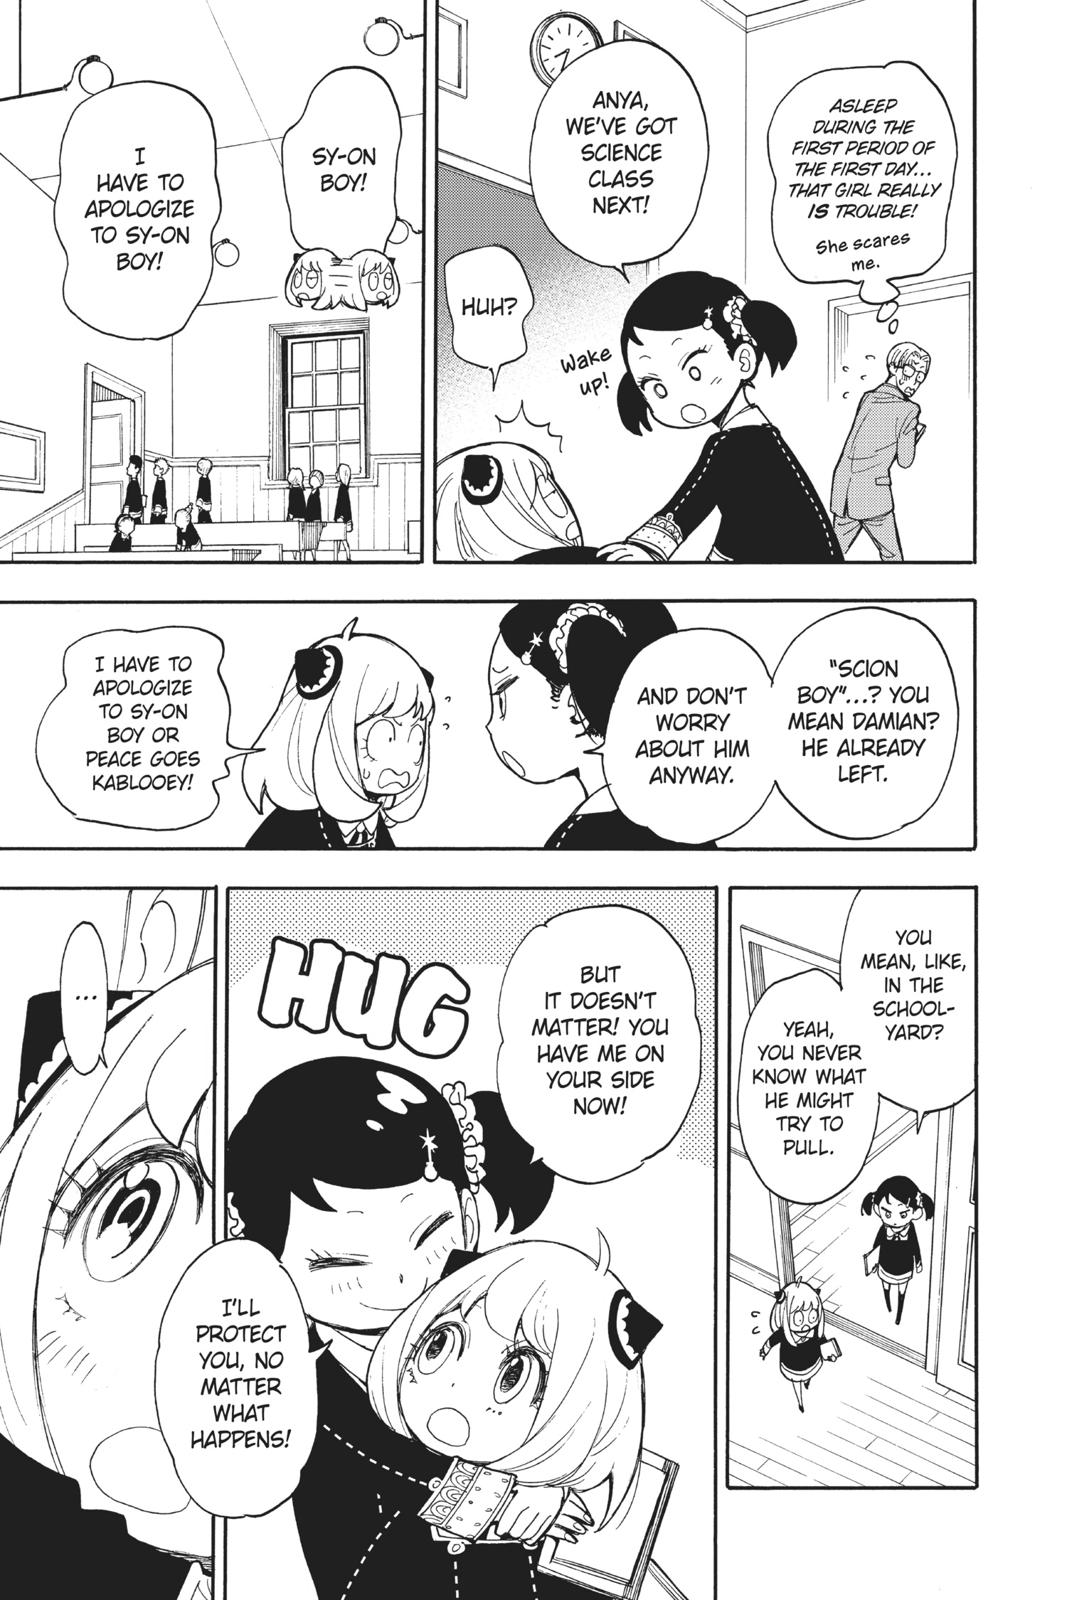 ASLEEP
DURING THE
FIRST PERIOD OF
THE FIRST DAY...
THAT GIRL REALLY
IS TROUBLE!
She scares
me.
ANYA,
WE'VE GOT
SCIENCE
CLASS
NEXT!
Wake
up!
HUH?
SY-ON
BOY!
I
HAVE TO
APOLOGIZE
TO SY-ON
BOY!
"SCION
BOY"...? YOU
MEAN DAMIAN?
HE ALREADY
LEFT.
AND DON'T
WORRY
ABOUT HIM
ANYWAY.
I HAVE TO
APOLOGIZE
TO SY-ON
BOY OR
PEACE GOES
KABLOOEY!
YOU
MEAN, LIKE,
IN THE
SCHOOL-
YARD?
YEAH,
YOU NEVER
KNOW WHAT
HE MIGHT
TRY TO
PULL.
BUT
IT DOESN'T
MATTER! YOU
HAVE ME ON
YOUR SIDE
NOW!
HUG
I'LL
PROTECT
YOU, NO
MATTER
WHAT
HAPPENS!
...